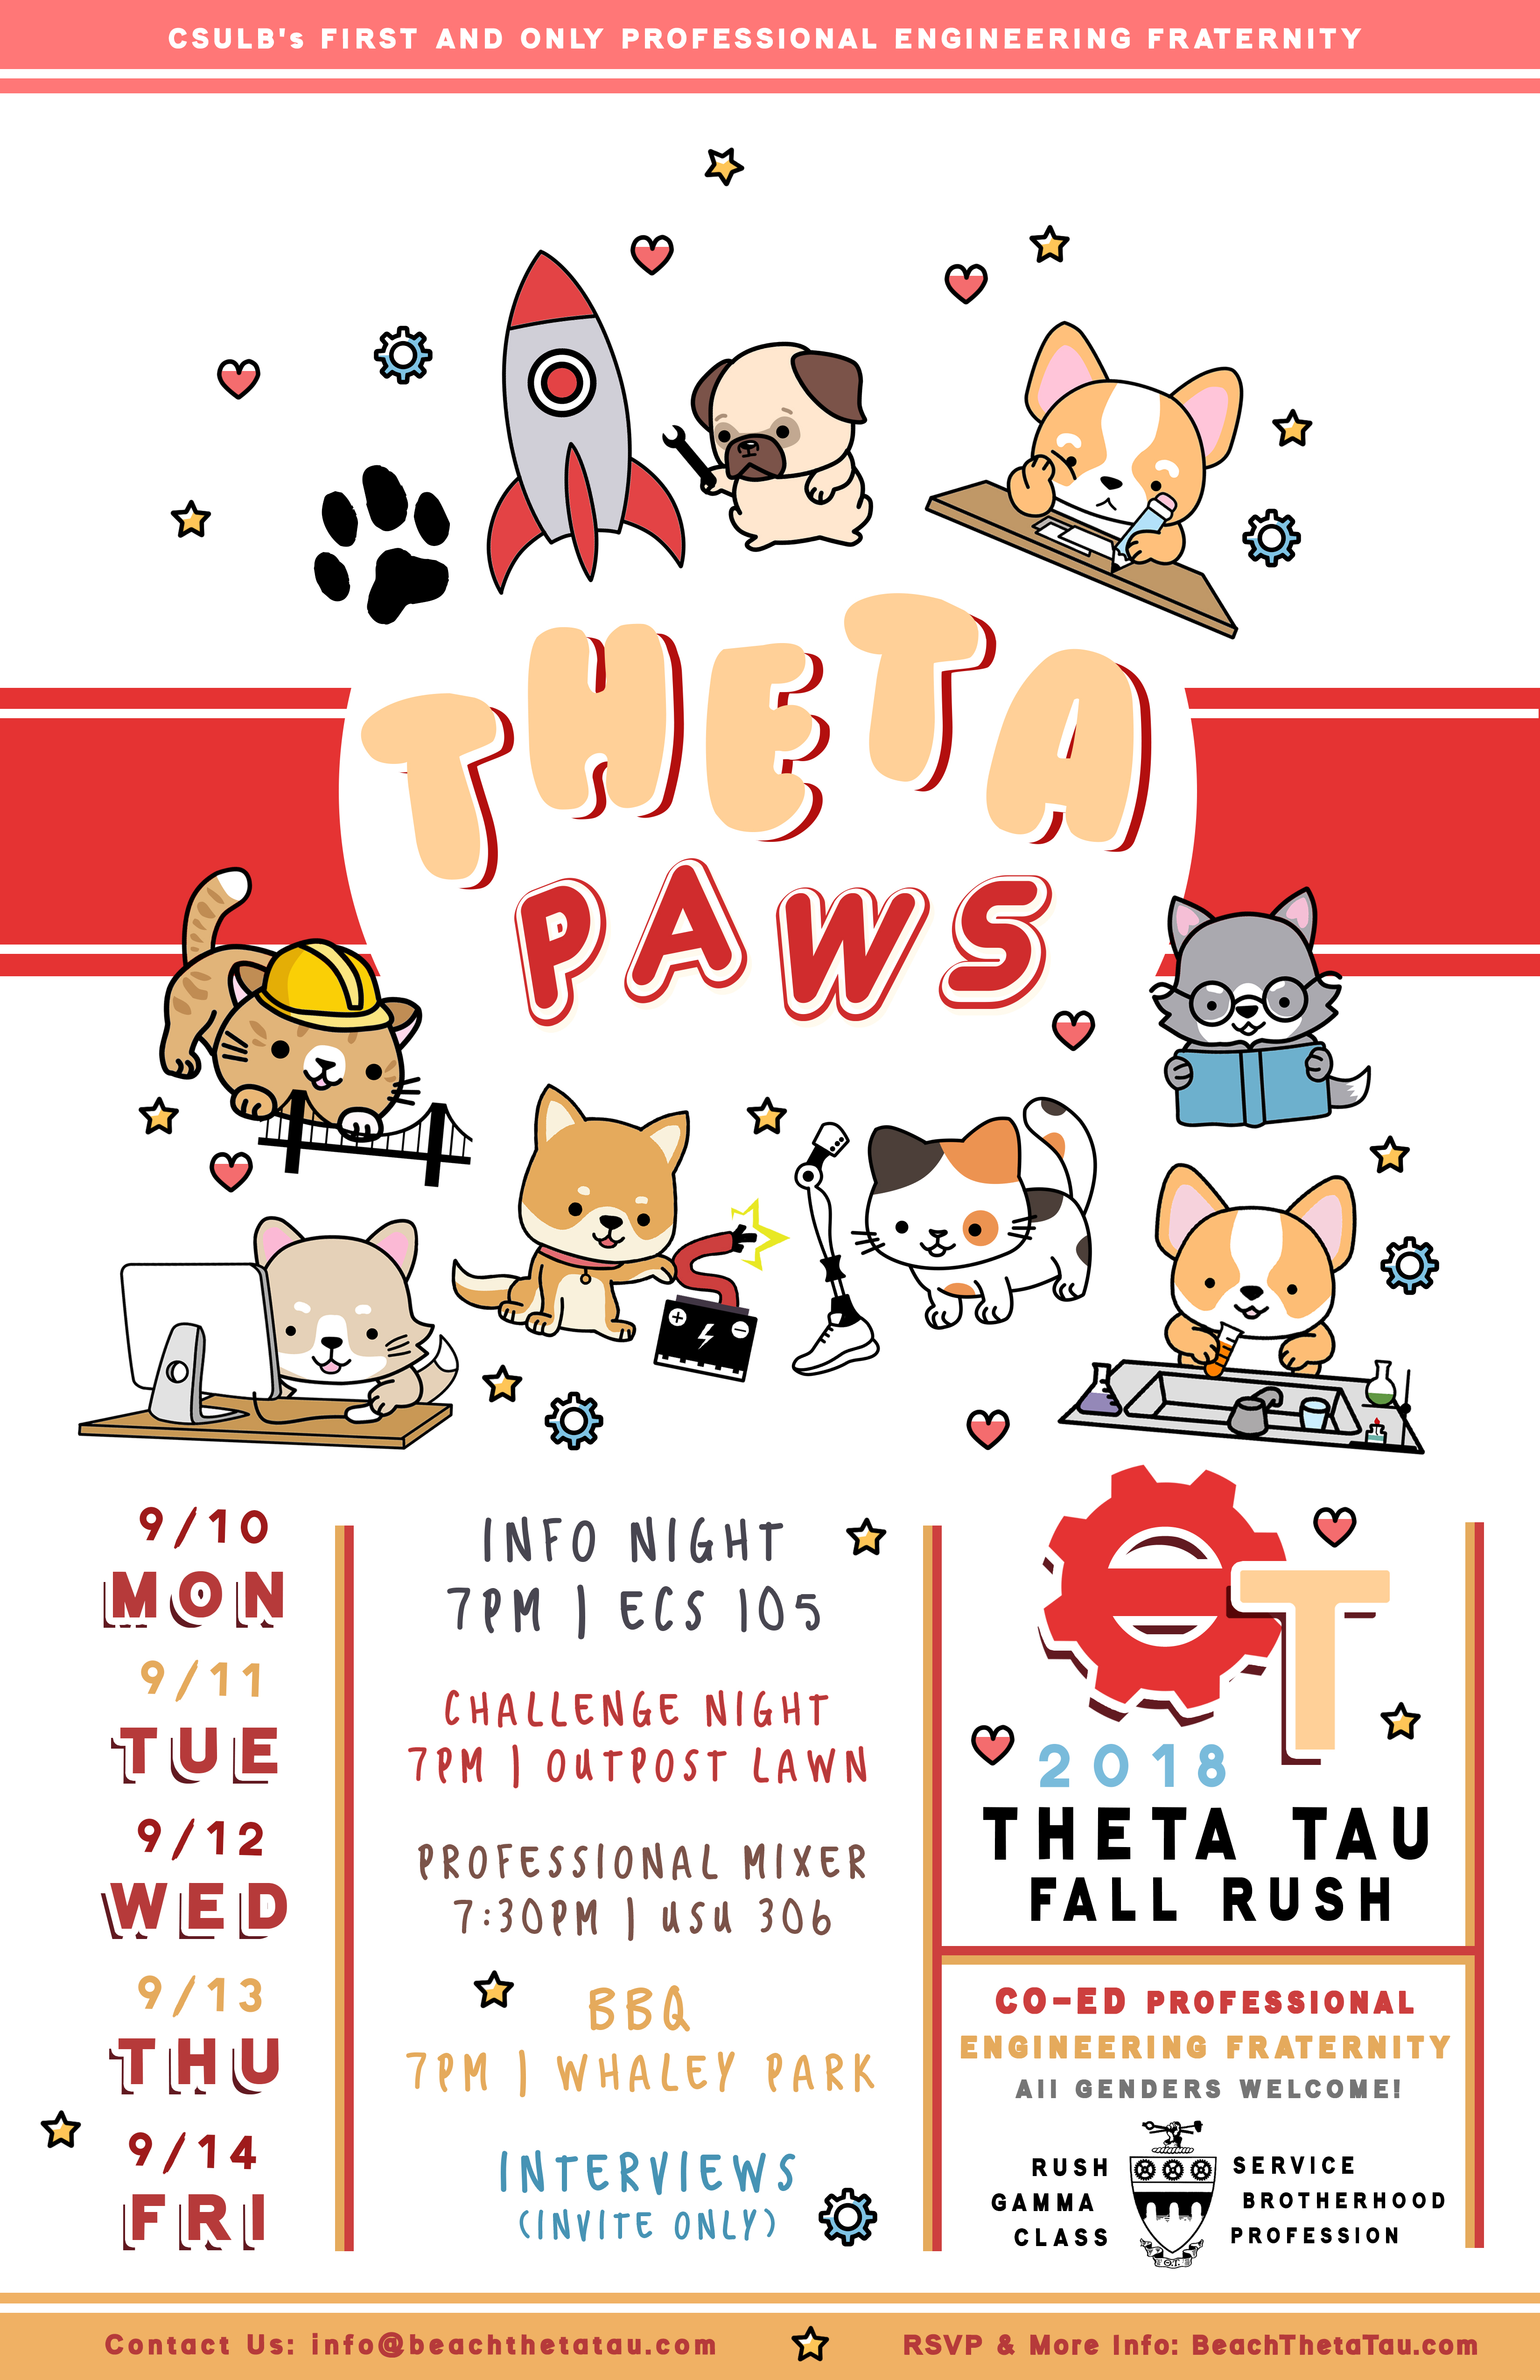 CSULB's FIRST AND ONLY PROFESSIONAL ENGINEERING FRATERNITY
THETA
PAWS
9/10
MON
INFO NIGHT
7PM | ECS 105
9/11
TUE
CHALLENGE NIGHT
7PM | OUTPOST LAWN
9/12
WED
PROFESSIONAL MIXER
7:30PM | USU 306
9/13
THU
BBQ
7PM | WHALEY PARK
9/14
FRI
INTERVIEWS
(INVITE ONLY)
ΘT
2018
THETA TAU
FALL RUSH
CO-ED PROFESSIONAL
ENGINEERING FRATERNITY
All GENDERS WELCOME!
RUSH
GAMMA
CLASS
SERVICE
BROTHERHOOD
PROFESSION
Contact Us: info@beachthetatau.com
RSVP & More Info: BeachThetaTau.com